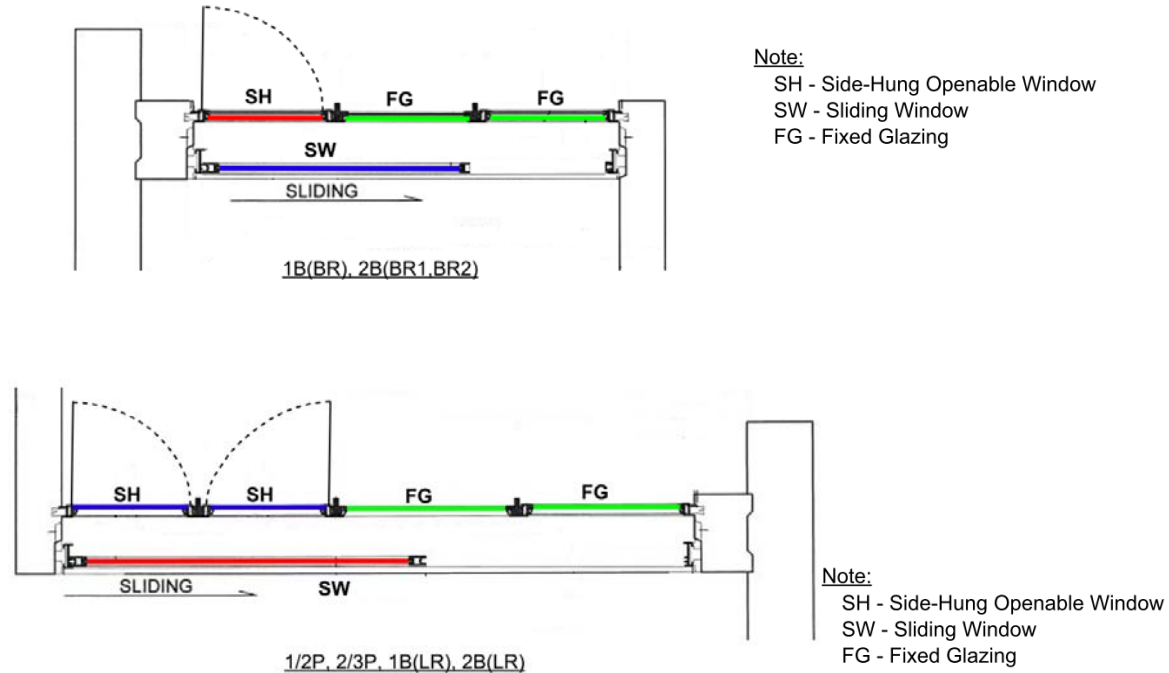 Note:
SH - Side-Hung Openable Window
SW - Sliding Window
FG - Fixed Glazing
SH FG FG
SW
SLIDING
1B(BR), 2B(BR1,BR2)
SH SH FG FG
SLIDING SW
1/2P, 2/3P, 1B(LR), 2B(LR)
Note:
SH - Side-Hung Openable Window
SW - Sliding Window
FG - Fixed Glazing